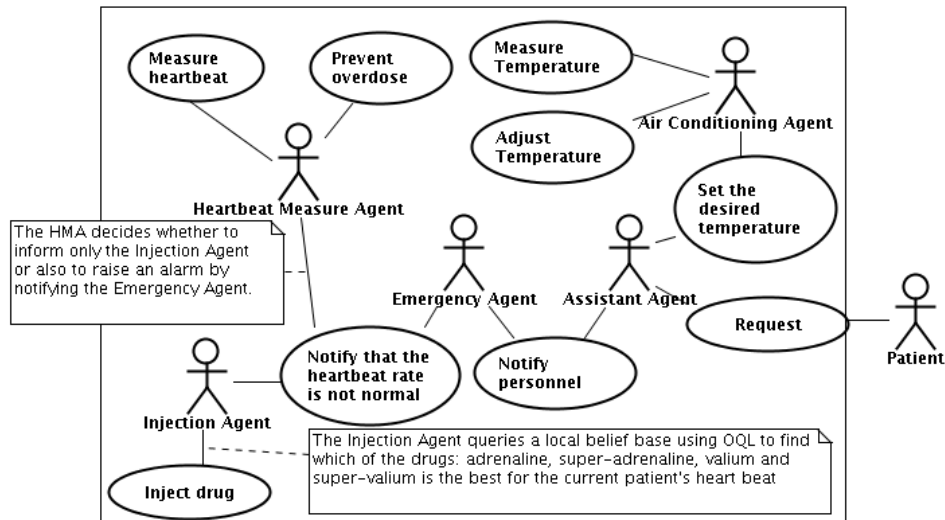 Measure
heartbeat
Prevent
overdose
Measure
Temperature
Adjust
Temperature
Air Conditioning Agent
Heartbeat Measure Agent
Set the
desired
temperature
The HMA decides whether to
inform only the Injection Agent
or also to raise an alarm by
notifying the Emergency Agent.
Emergency Agent
Assistant Agent
Request
Patient
Notify that the
heartbeat rate
is not normal
Notify
personnel
Injection Agent
The Injection Agent queries a local belief base using OQL to find
which of the drugs: adrenaline, super-adrenaline, valium and
super-valium is the best for the current patient's heart beat
Inject drug